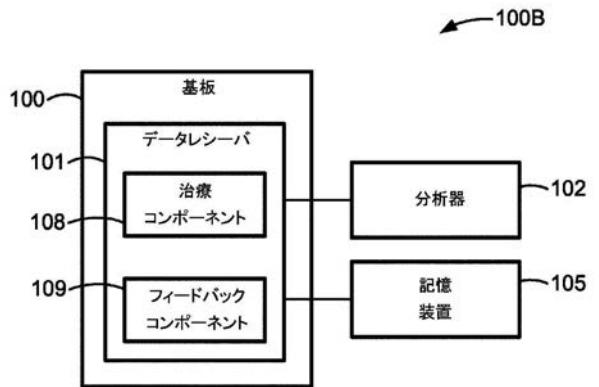 100B
100
基板
101
データレシーバ
108
治療
コンポーネント
109
フィードバック
コンポーネント
分析器
102
記憶
装置
105